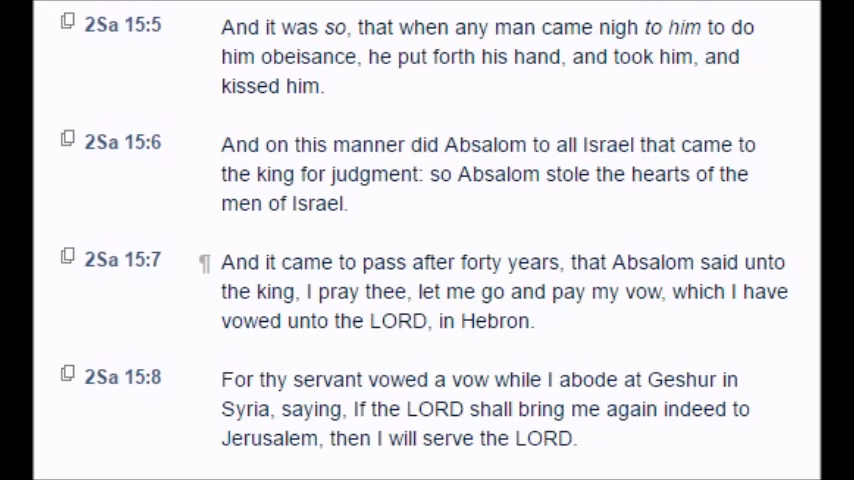 2Sa 15:5 And it was so, that when any man came nigh to him to do
him obeisance, he put forth his hand, and took him, and
kissed him.
2Sa 15:6 And on this manner did Absalom to all Israel that came to
the king for judgment: so Absalom stole the hearts of the
men of Israel.
2Sa 15:7 ¶ And it came to pass after forty years, that Absalom said unto
the king, I pray thee, let me go and pay my vow, which I have
vowed unto the LORD, in Hebron.
2Sa 15:8 For thy servant vowed a vow while I abode at Geshur in
Syria, saying, If the LORD shall bring me again indeed to
Jerusalem, then I will serve the LORD.